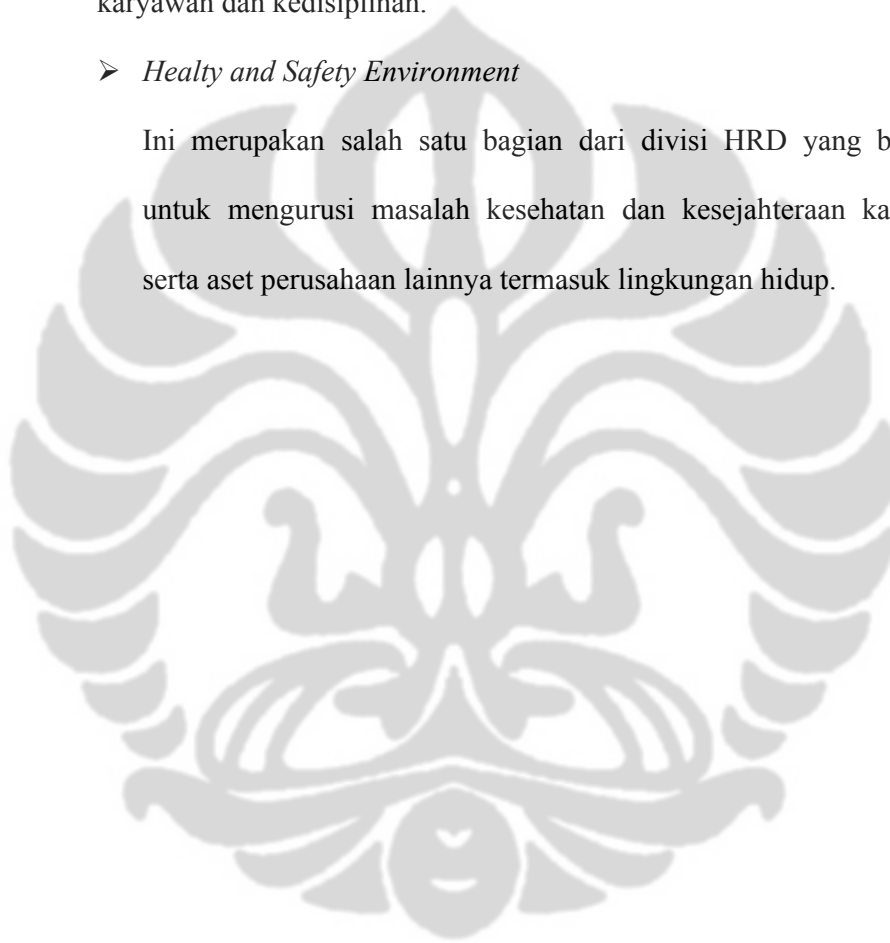 karyawan dan kedisiplinan.
➢ Healty and Safety Environment
Ini merupakan salah satu bagian dari divisi HRD yang
untuk mengurusi masalah kesehatan dan kesejahteraan
serta aset perusahaan lainnya termasuk lingkungan hidup.